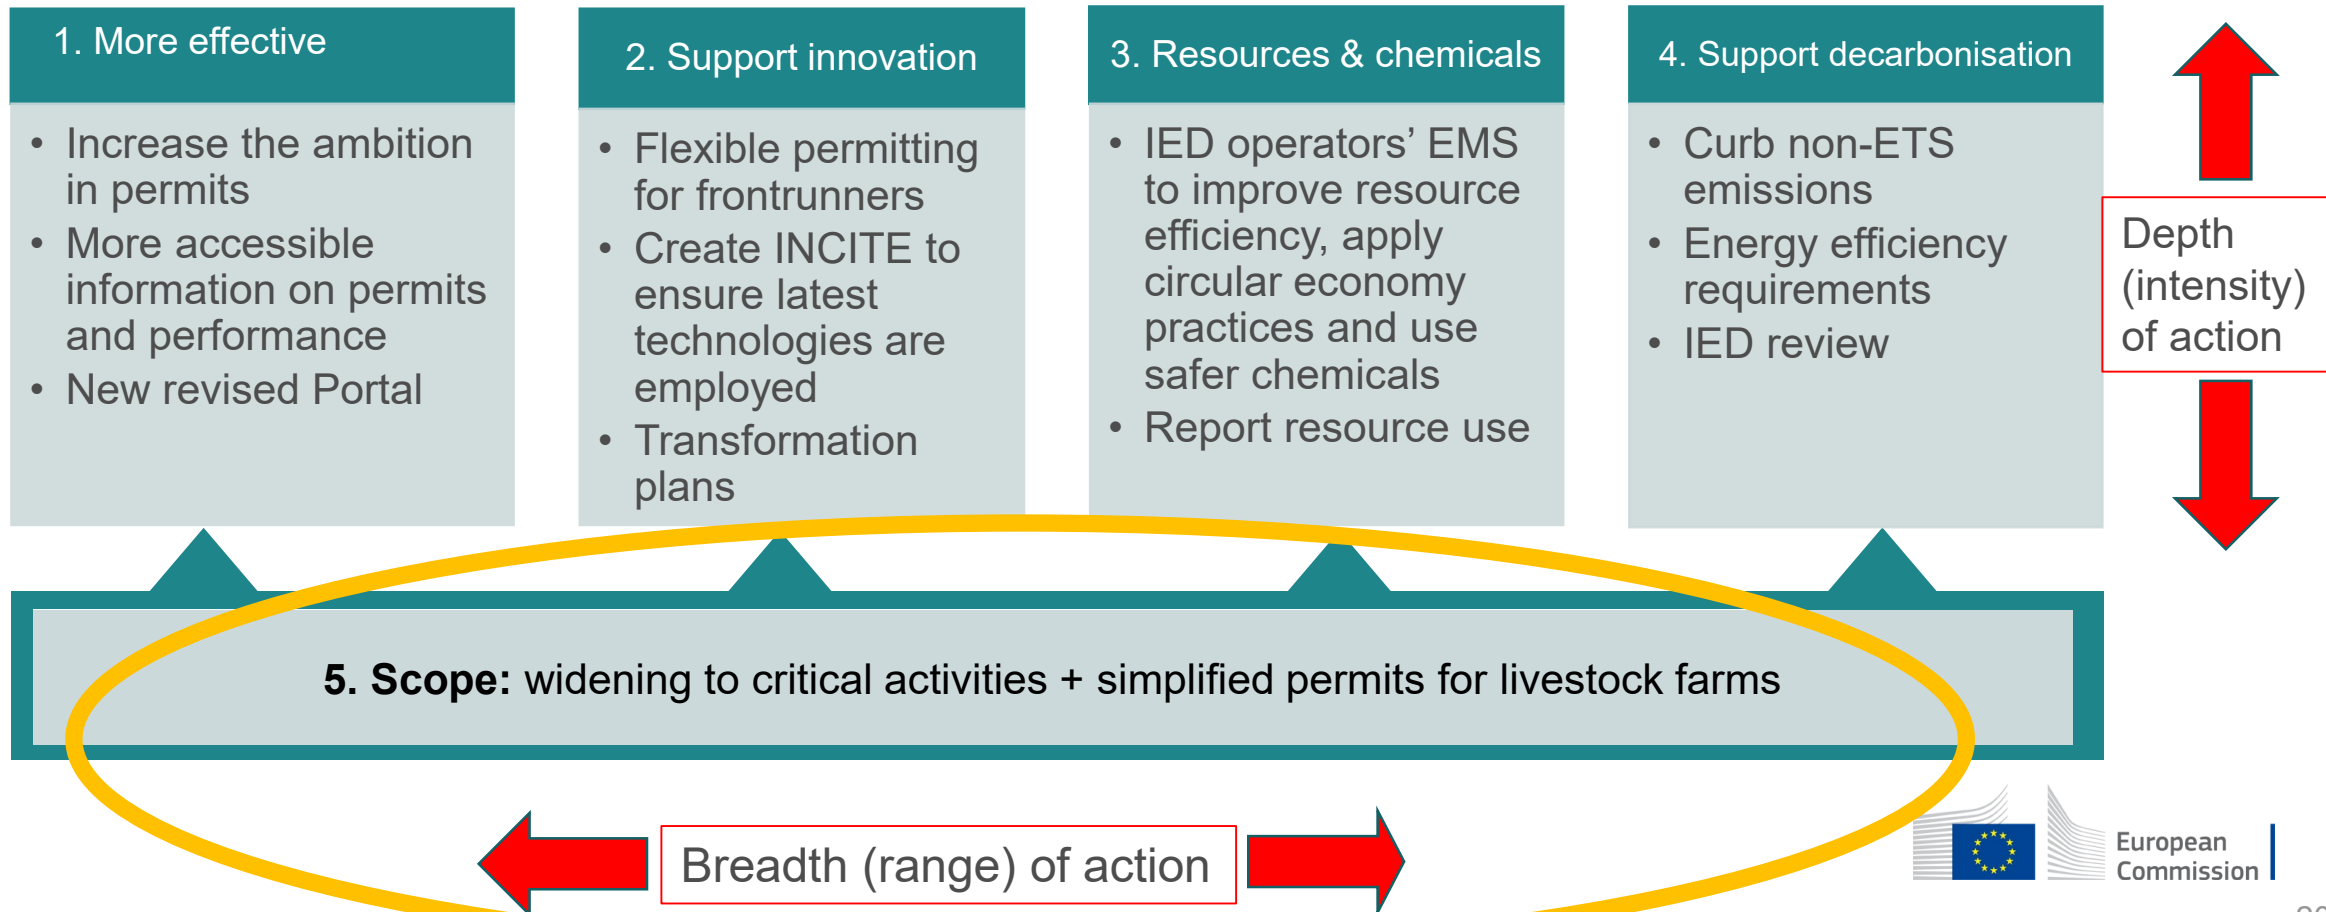 1. More effective
• Increase the ambition
in permits
• More accessible
information on permits
and performance
• New revised Portal
2. Support innovation
• Flexible permitting
for frontrunners
• Create INCITE to
ensure latest
technologies are
employed
• Transformation
plans
3. Resources & chemicals
• IED operators’ EMS
to improve resource
efficiency, apply
circular economy
practices and use
safer chemicals
• Report resource use
4. Support decarbonisation
• Curb non-ETS
emissions
• Energy efficiency
requirements
• IED review
Depth
(intensity)
of action
5. Scope: widening to critical activities + simplified permits for livestock farms
Breadth (range) of action
European
Commission